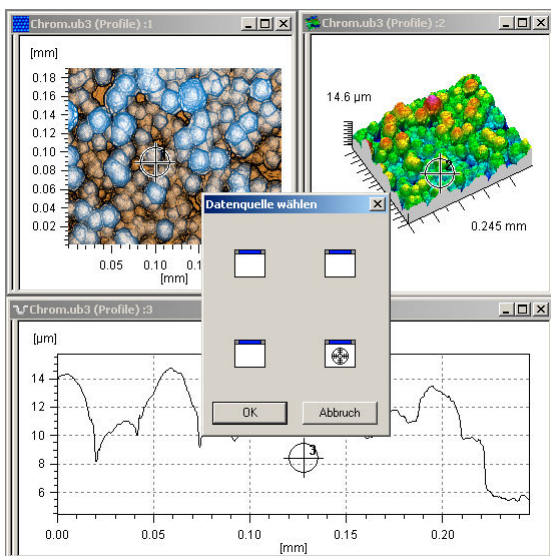 Chrom.ub3 (Profile) :1
[mm]
0.18
0.16
0.14
0.12
0.10
0.08
0.06
0.04
0.02
0.05
0.10
[mm]
1
Chrom.ub3 (Profile) :2
14.6 µm
2
0.245 mm
Datenquelle wählen
OK
Abbruch
Chrom.ub3 (Profile) :3
[µm]
14
12
10
8
6
3
0.00
0.05
0.10
0.15
0.20
[mm]